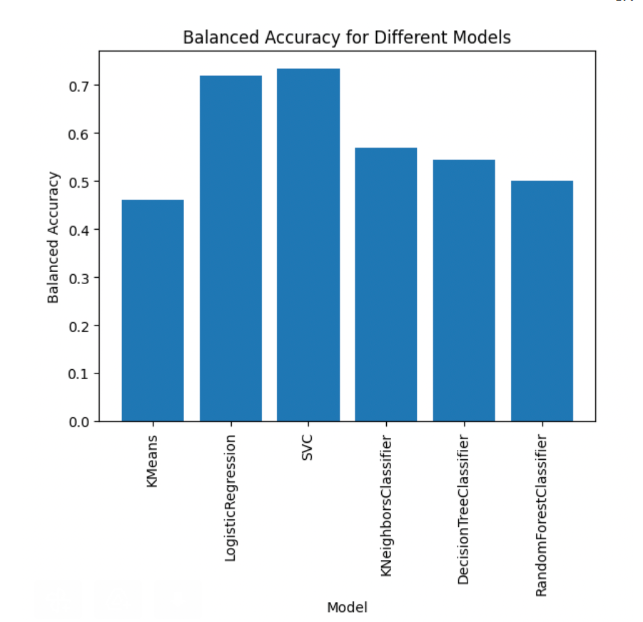 Balanced Accuracy for Different Models
Balanced Accuracy
0.7
0.6
0.5
0.4
0.3
0.2
0.1
0.0
KMeans
LogisticRegression
SVC
KNeighborsClassifier
DecisionTreeClassifier
RandomForestClassifier
Model